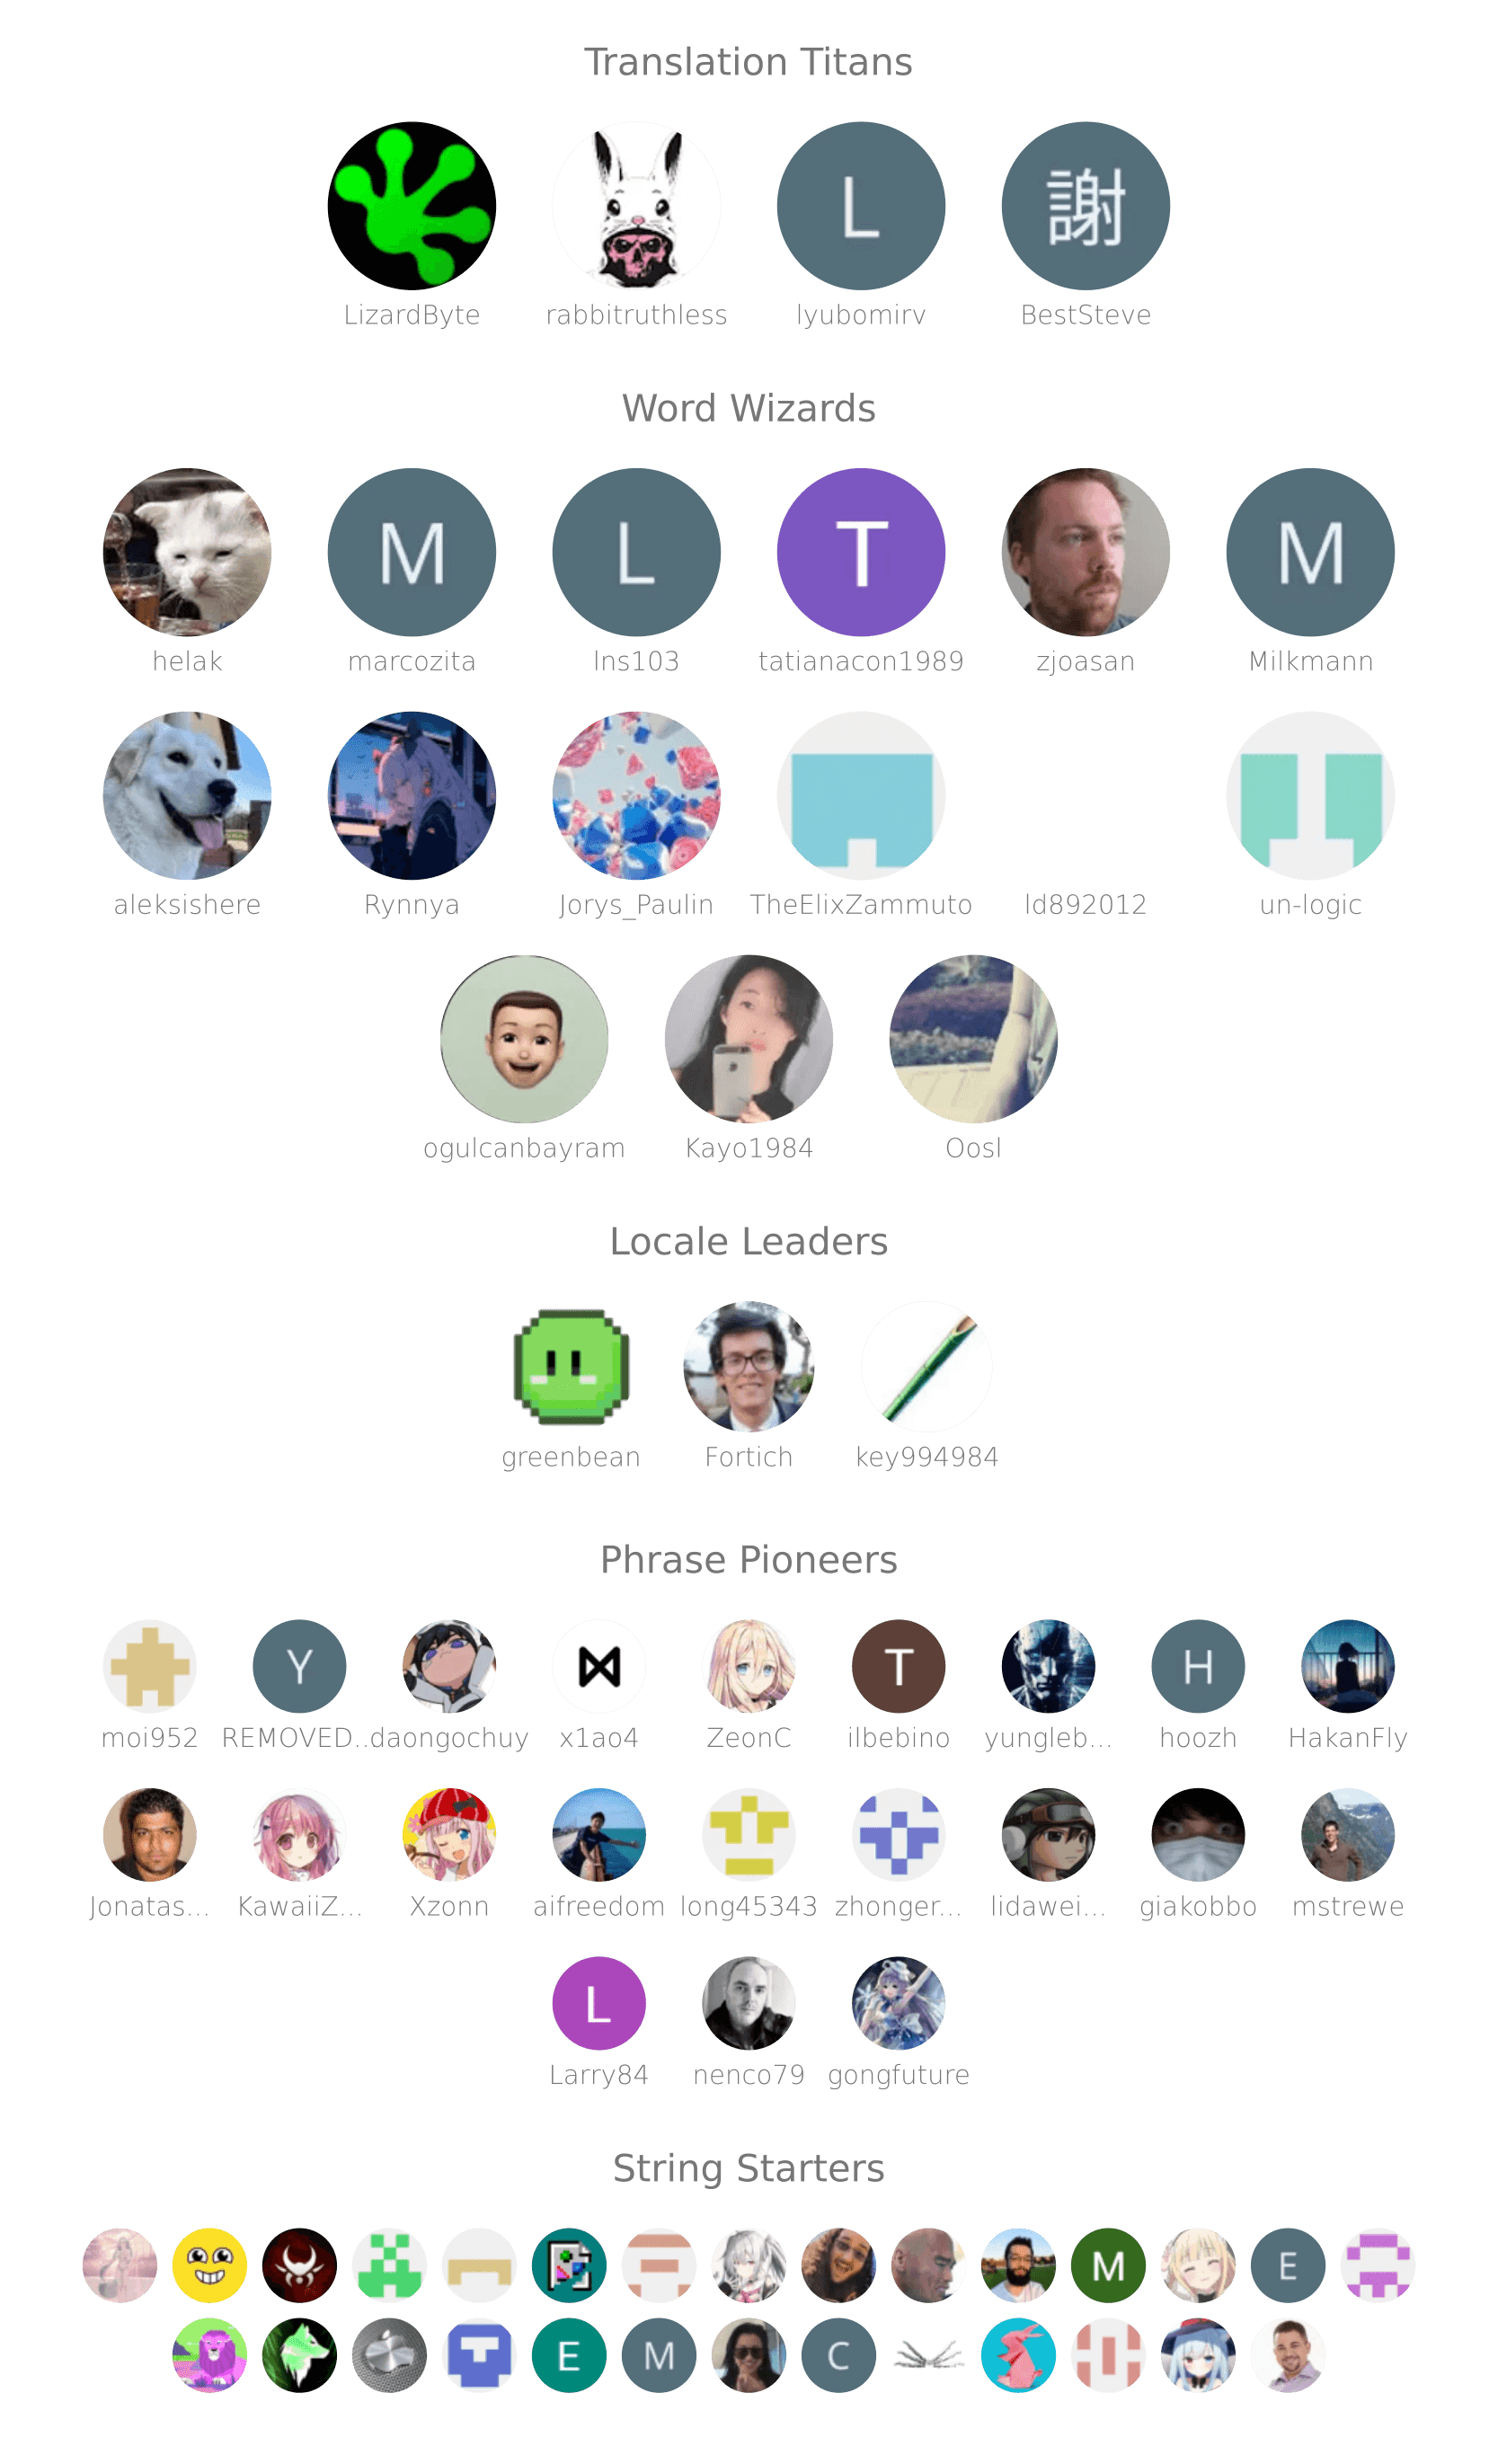 Translation Titans
L 謝
LizardByte rabbitruthless lyubomirv BestSteve
Word Wizards
M L T M
helak marcozita lns103 tatianacon1989 zjoasan Milkmann
aleksishere Rynnya Jorys_Paulin TheElixZammuto ld892012 un-logic
ogulcanbayram Kayo1984 Oosl
Locale Leaders
greenbean Fortich key994984
Phrase Pioneers
Y T H
moi952 REMOVED... daongochuy x1ao4 ZeonC ilbebino yungleb... hoozh HakanFly
Jonatas... KawaiiZ... Xzonn aifreedom long45343 zhonger... lidawei... giakobbo mstrewe
L
Larry84 nenco79 gongfuture
String Starters
M E
E M C